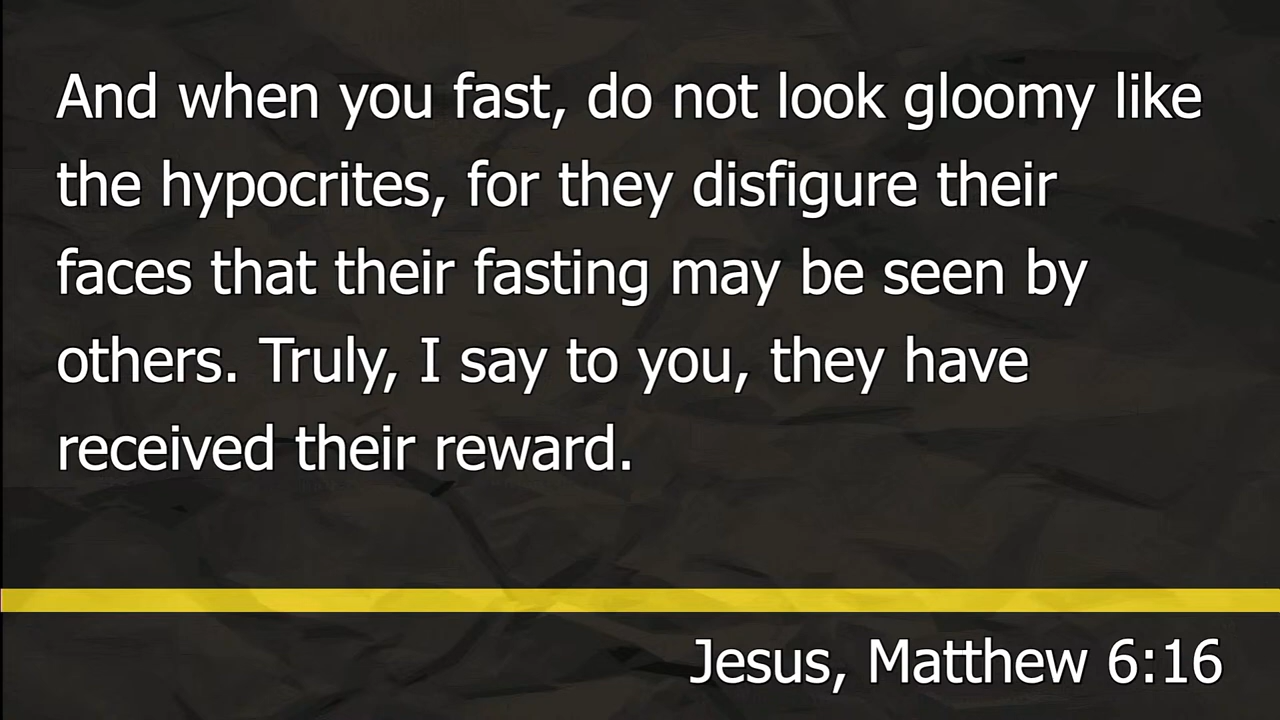 And when you fast, do not look gloomy like
the hypocrites, for they disfigure their
faces that their fasting may be seen by
others. Truly, I say to you, they have
received their reward.
Jesus, Matthew 6:16